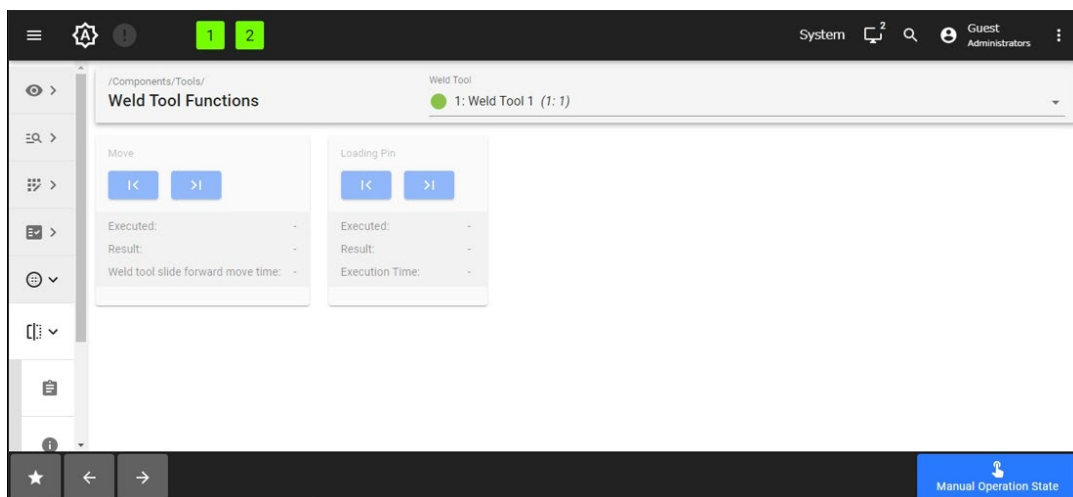 A
1
2
System
2
Guest
Administrators
/Components/Tools/
Weld Tool Functions
Weld Tool
1: Weld Tool 1 (1: 1)
Move
Executed: -
Result: -
Weld tool slide forward move time: -
Loading Pin
Executed: -
Result: -
Execution Time: -
Manual Operation State